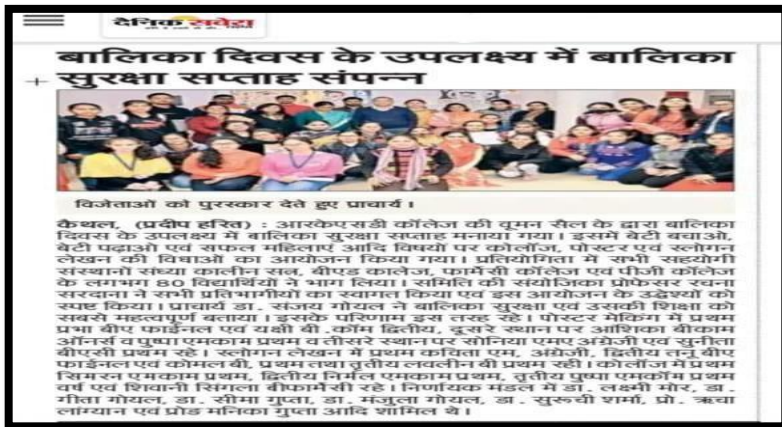 दैनिक सवेरा
बालिका दिवस के उपलक्ष्य में बालिका
सुरक्षा सप्ताह संपन्न
विजेताओं को पुरस्कार देते हुए प्राचार्य।
कैथल, (प्रदीप हरित) : आरकेएसडी कॉलेज की वूमन सैल के द्वारा बालिका
दिवस के उपलक्ष्य में बालिका सुरक्षा सप्ताह मनाया गया। इसमें बेटी बचाओ,
बेटी पढ़ाओ एवं सफल महिलाएं आदि विषयों पर कोलॉज, पोस्टर एवं स्लोगन
लेखन की विधाओं का आयोजन किया गया। प्रतियोगिता में सभी सहयोगी
संस्थानों संध्या कालीन सत्र, बीएड कालेज, फार्मेसी कॉलेज एवं पीजी कॉलेज
के लगभग 80 विद्यार्थियों ने भाग लिया। समिति की संयोजिका प्रोफेसर रचना
सरदाना ने सभी प्रतिभागीयों का स्वागत किया एवं इस आयोजन के उद्देश्यों को
स्पष्ट किया। प्राचार्य डॉ. संजय गोयल ने बालिका सुरक्षा एवं उसकी शिक्षा को
सबसे महत्वपूर्ण बताया। इसके परिणाम इस तरह रहे। पोस्टर मेकिंग में प्रथम
प्रभा बीए फाईनल एवं यक्षी बी .कॉम द्वितीय, दूसरे स्थान पर आंशिका बीकाम
ऑनर्स व पुष्पा एमकाम प्रथम व तीसरे स्थान पर सोनिया एमए अंग्रेजी एवं सुनीता
बीएसी प्रथम रहे। स्लोगन लेखन में प्रथम कविता एम, अंग्रेजी, द्वितीय तनू बीए
फाईनल एवं कोमल बी, प्रथम तथा तृतीय लवलीन बी प्रथम रही। कोलॉज में प्रथम
सिमरन एमकाम प्रथम, द्वितीय निर्मल एमकाम प्रथम, तृतीय पुष्पा एमकॉम प्रथम
वर्ष एवं शिवानी सिंगला बीफार्मेसी रहे। निर्णायक मंडल में डा. लक्ष्मी मोर, डा.
गीता गोयल, डा. सीमा गुप्ता, डा. मंजुला गोयल, डा. सुरूची शर्मा, प्रो. ऋचा
लांग्यान एवं प्रोड मनिका गुप्ता आदि शामिल थे।